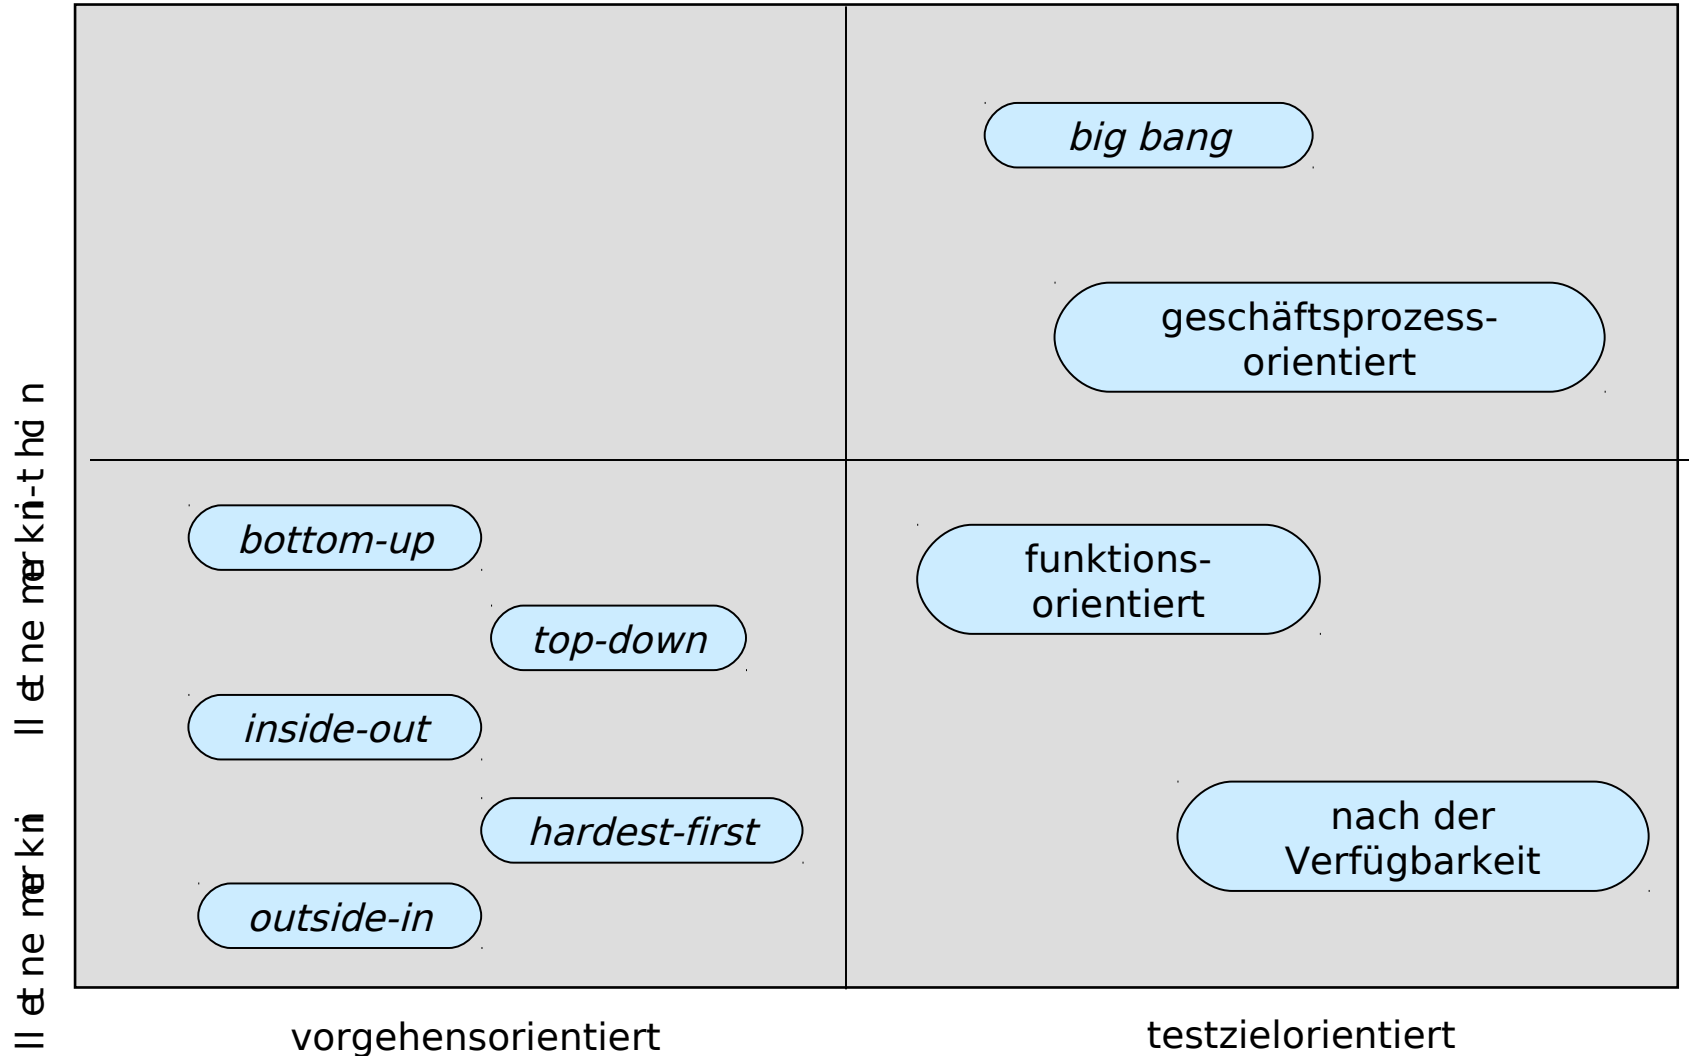 big bang
geschäftsprozess-
orientiert
bottom-up
funktions-
orientiert
top-down
inside-out
hardest-first
nach der
Verfügbarkeit
outside-in
vorgehensorientiert
testzielorientiert